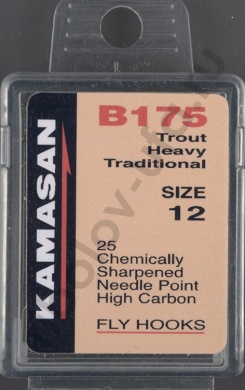 KAMASAN
B175
Trout
Heavy
Traditional
SIZE
12
25
Chemically
Sharpened
Needle Point
High Carbon
FLY HOOKS